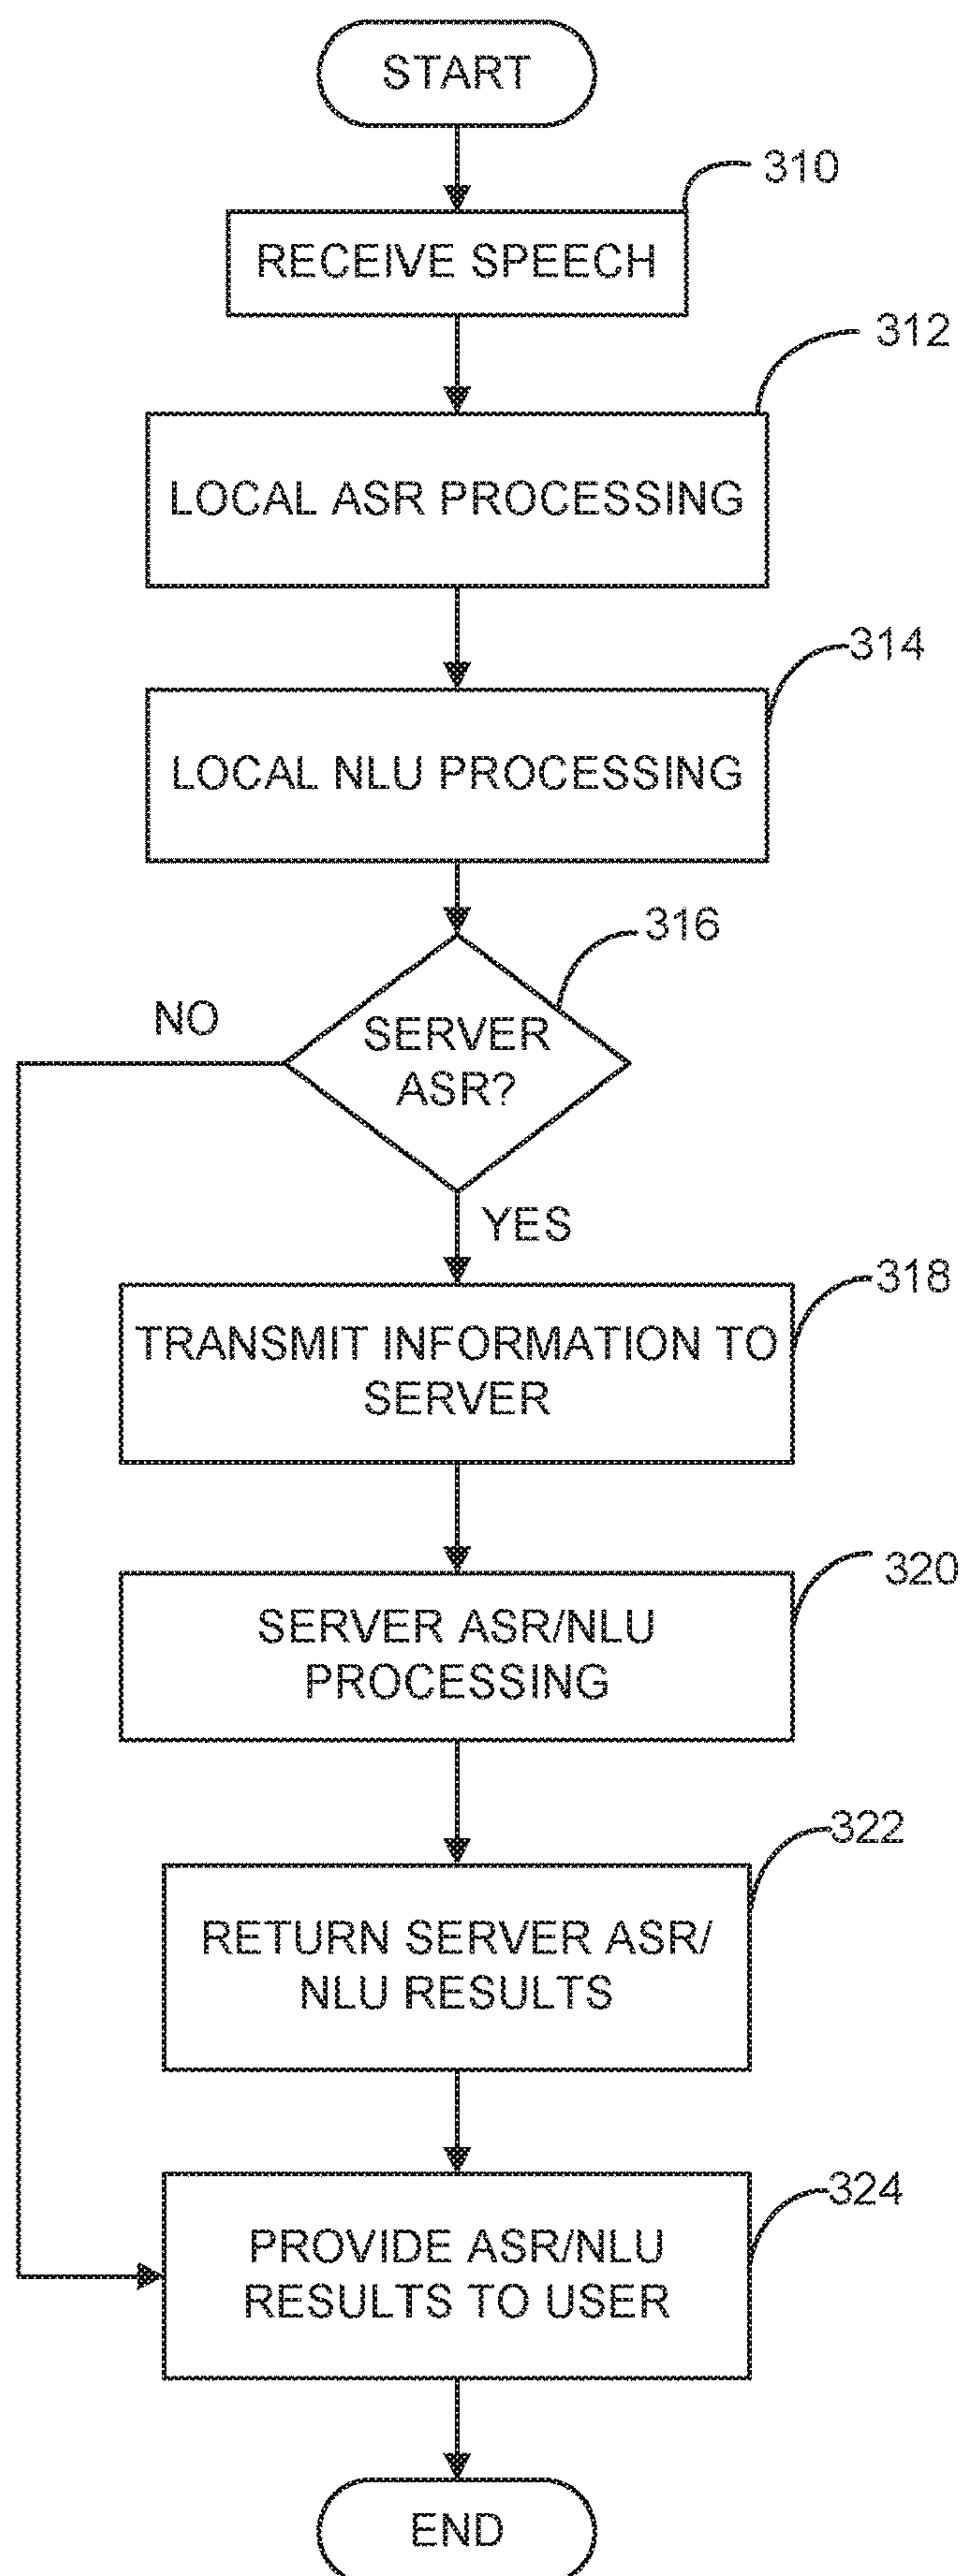 START
310
RECEIVE SPEECH
312
LOCAL ASR PROCESSING
314
LOCAL NLU PROCESSING
316
NO
SERVER
ASR?
YES
318
TRANSMIT INFORMATION TO
SERVER
320
SERVER ASR/NLU
PROCESSING
322
RETURN SERVER ASR/
NLU RESULTS
324
PROVIDE ASR/NLU
RESULTS TO USER
END